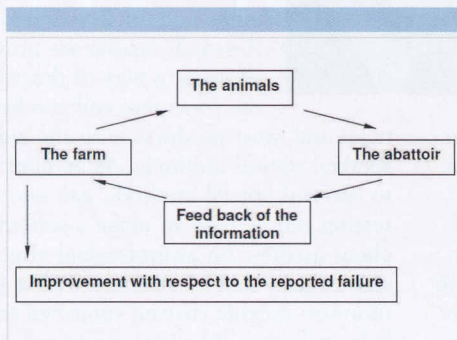 The animals
The farm
The abattoir
Feed back of the
information
Improvement with respect to the reported failure